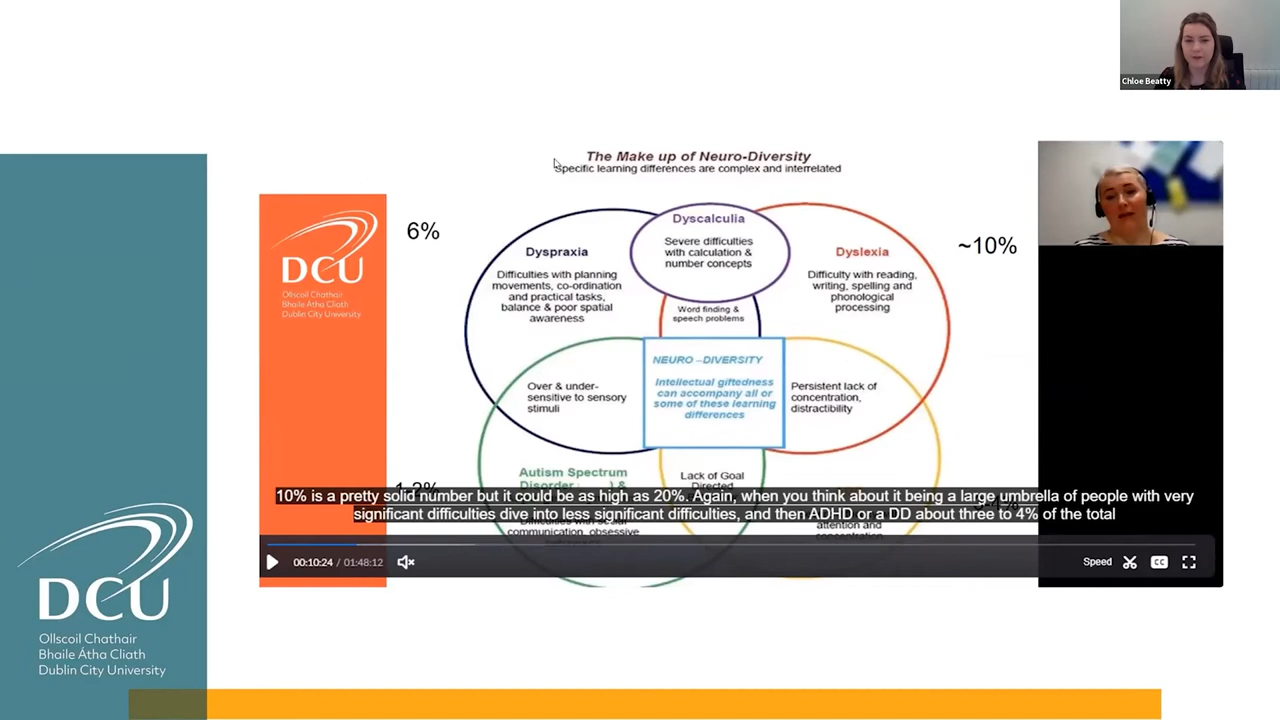 Chloe Beatty
The Make up of Neuro-Diversity
Specific learning differences are complex and interrelated
DCU
Ollscoil Chathair
Bhaile Átha Cliath
Dublin City University
6%
~10%
Dyscalculia
Severe difficulties
with calculation &
number concepts
Dyspraxia
Difficulties with planning
movements, co-ordination
and practical tasks,
balance & poor spatial
awareness
Dyslexia
Difficulty with reading,
writing, spelling and
phonological
processing
Word finding &
speech problems
NEURO –DIVERSITY
Intellectual giftedness
can accompany all or
some of these learning
differences
Over & under-
sensitive to sensory
stimuli
Persistent lack of
concentration,
distractibility
Autism Spectrum
Disorder
Lack of Goal
Directed
10% is a pretty solid number but it could be as high as 20%. Again, when you think about it being a large umbrella of people with very
significant difficulties dive into less significant difficulties, and then ADHD or a DD about three to 4% of the total
communication, obsessive
attention and
concentration
00:10:24 / 01:48:12
Speed
CC
DCU
Ollscoil Chathair
Bhaile Átha Cliath
Dublin City University